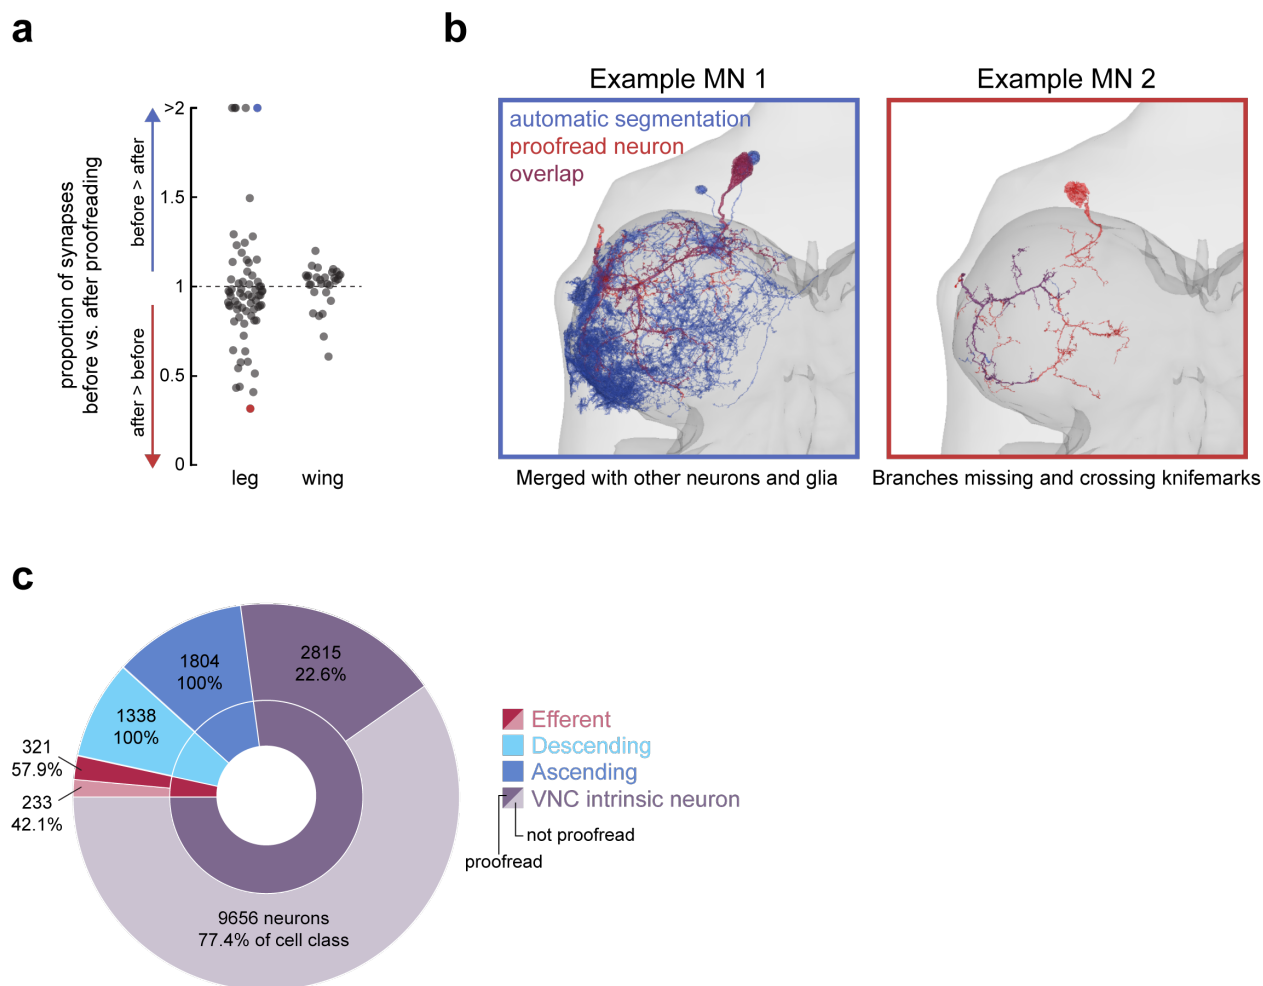 a
proportion of synapses
before vs. after proofreading
before > after
after > before
>2
1.5
1
0.5
0
leg
wing
b
Example MN 1
automatic segmentation
proofread neuron
overlap
Merged with other neurons and glia
Example MN 2
Branches missing and crossing knifemarks
c
2815
22.6%
1804
100%
1338
100%
321
57.9%
233
42.1%
9656 neurons
77.4% of cell class
Efferent
Descending
Ascending
VNC intrinsic neuron
not proofread
proofread